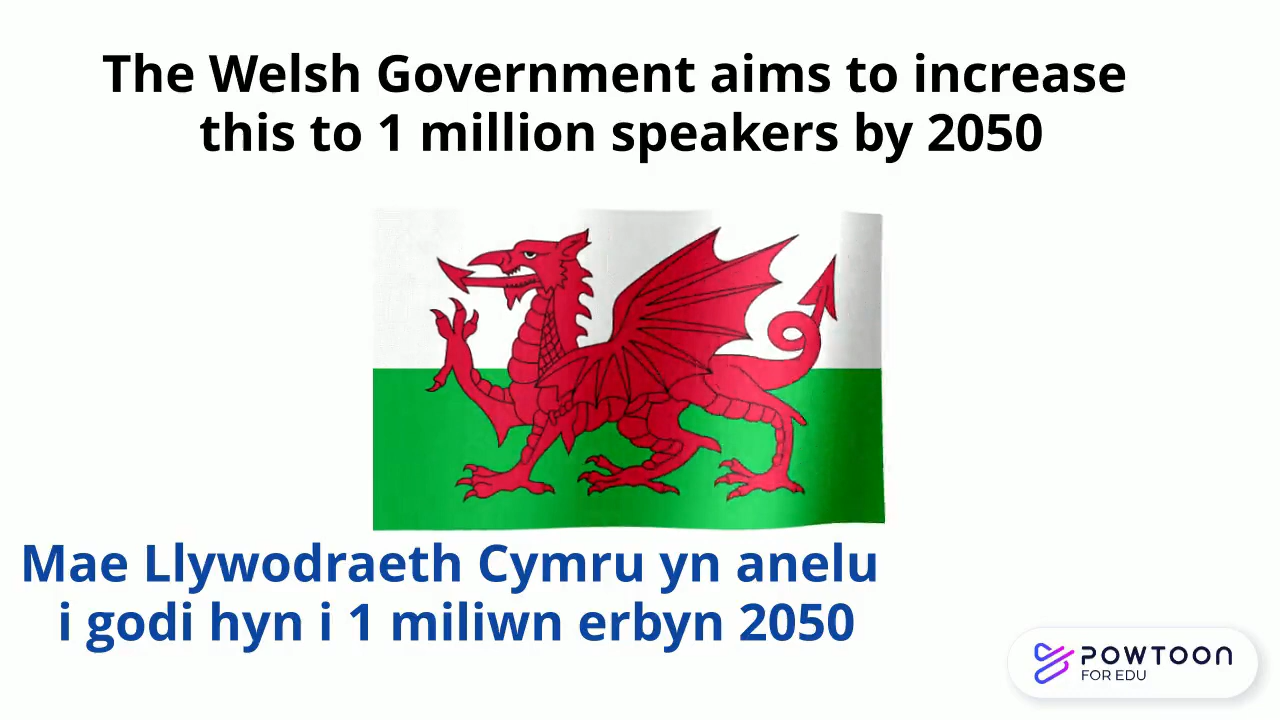 The Welsh Government aims to increase
this to 1 million speakers by 2050
Mae Llywodraeth Cymru yn anelu
i godi hyn i 1 miliwn erbyn 2050
POWTOON
FOR EDU